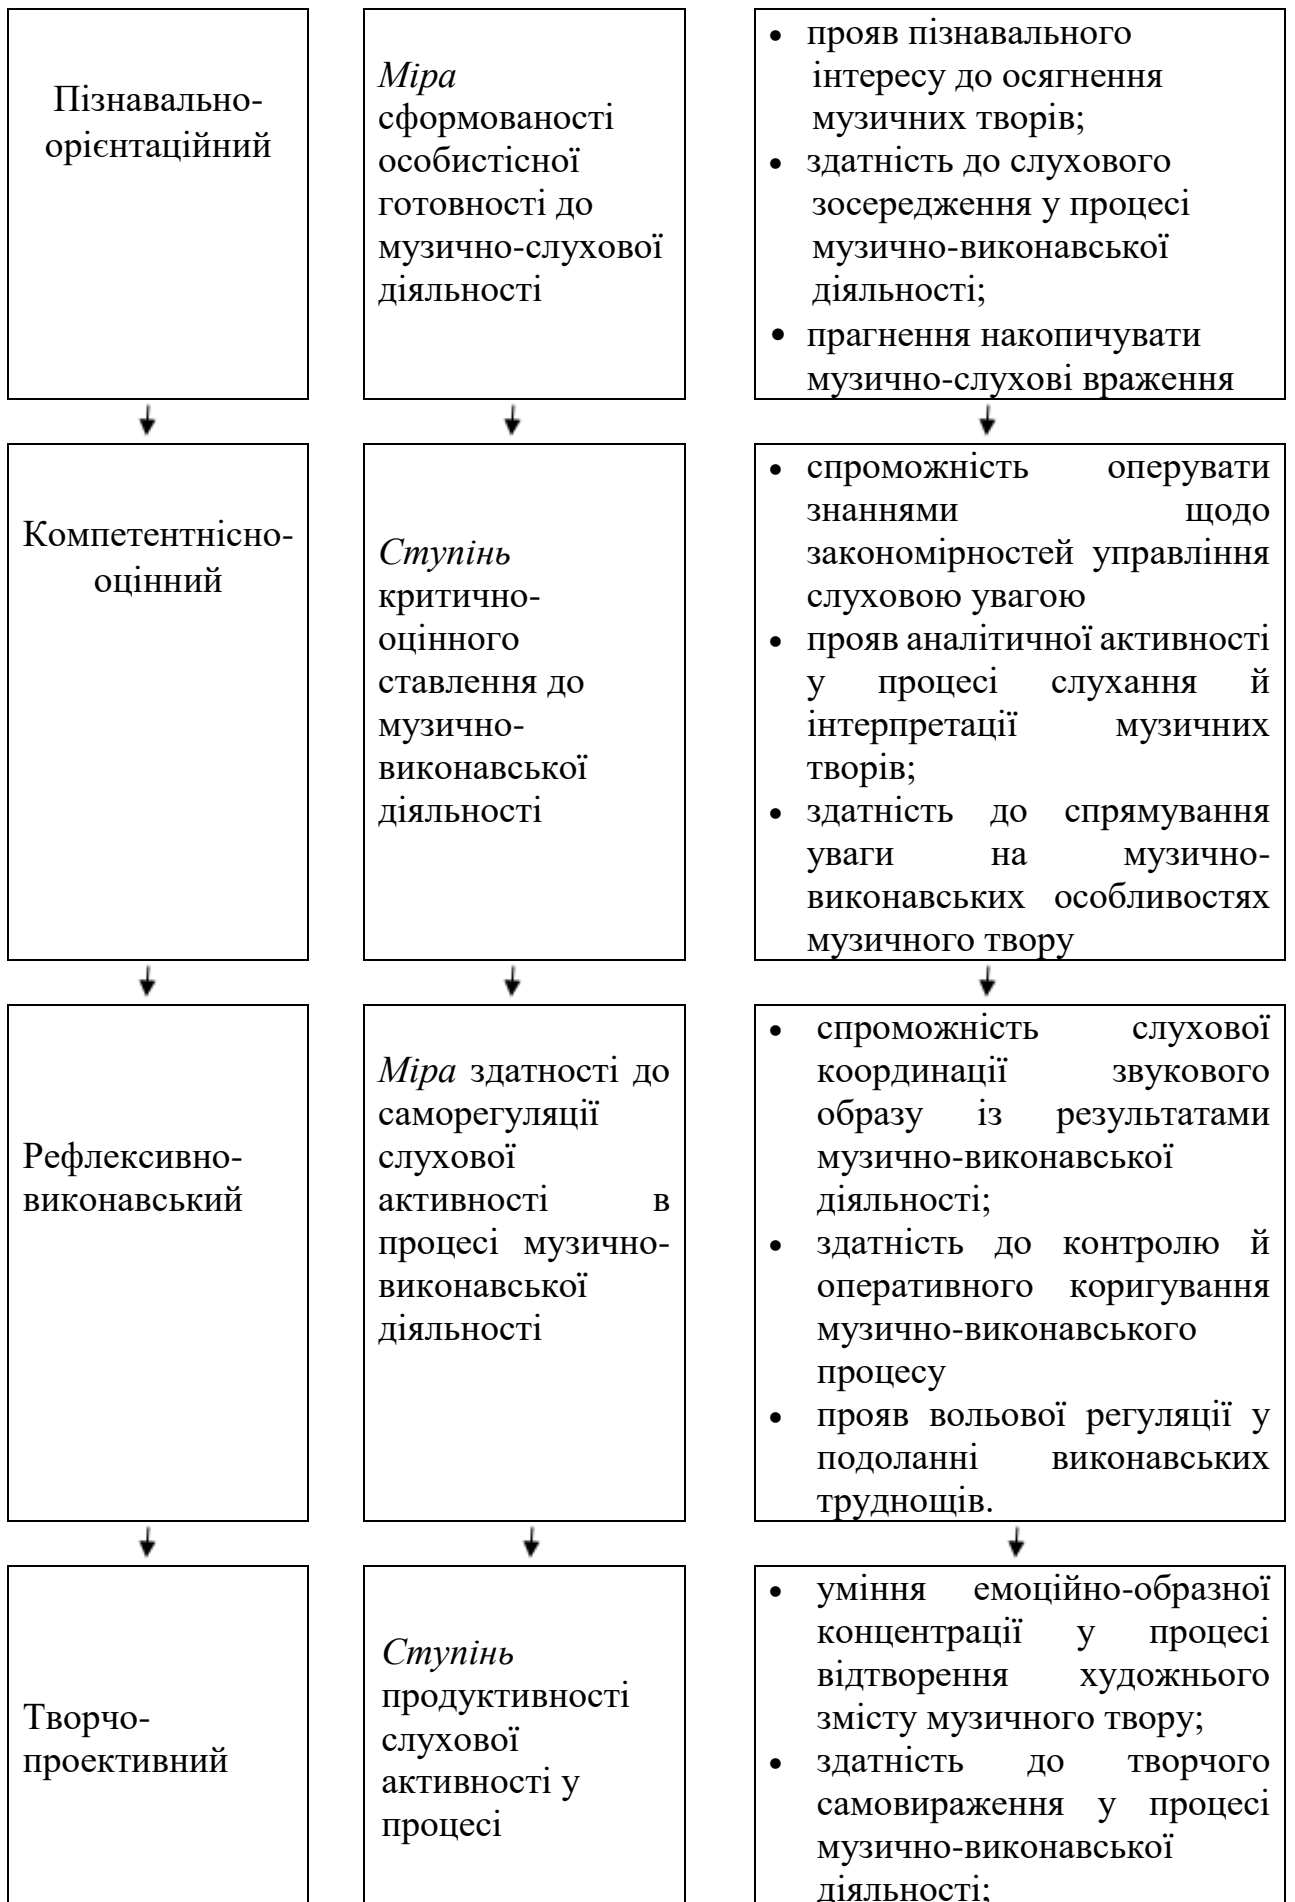 Пізнавально-
орієнтаційний
Міра
сформованості
особистісної
готовності до
музично-слухової
діяльності
• прояв пізнавального
інтересу до осягнення
музичних творів;
• здатність до слухового
зосередження у процесі
музично-виконавської
діяльності;
• прагнення накопичувати
музично-слухові враження
Компетентнісно-
оцінний
Ступінь
критично-
оцінного
ставлення до
музично-
виконавської
діяльності
• спроможність оперувати
знаннями щодо
закономірностей управління
слуховою увагою
• прояв аналітичної активності
у процесі слухання й
інтерпретації музичних
творів;
• здатність до спрямування
уваги на музично-
виконавських особливостях
музичного твору
Рефлексивно-
виконавський
Міра здатності до
саморегуляції
слухової
активності в
процесі музично-
виконавської
діяльності
• спроможність слухової
координації звукового
образу із результатами
музично-виконавської
діяльності;
• здатність до контролю й
оперативного коригування
музично-виконавського
процесу
• прояв вольової регуляції у
подоланні виконавських
труднощів.
Творчо-
проективний
Ступінь
продуктивності
слухової
активності у
процесі
• уміння емоційно-образної
концентрації у процесі
відтворення художнього
змісту музичного твору;
• здатність до творчого
самовираження у процесі
музично-виконавської
діяльності;